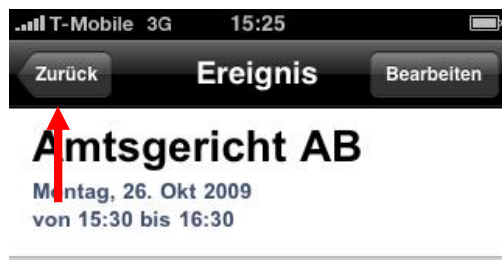 T-Mobile 3G 15:25
Zurück Ereignis Bearbeiten
Amtsgericht AB
Montag, 26. Okt 2009
von 15:30 bis 16:30